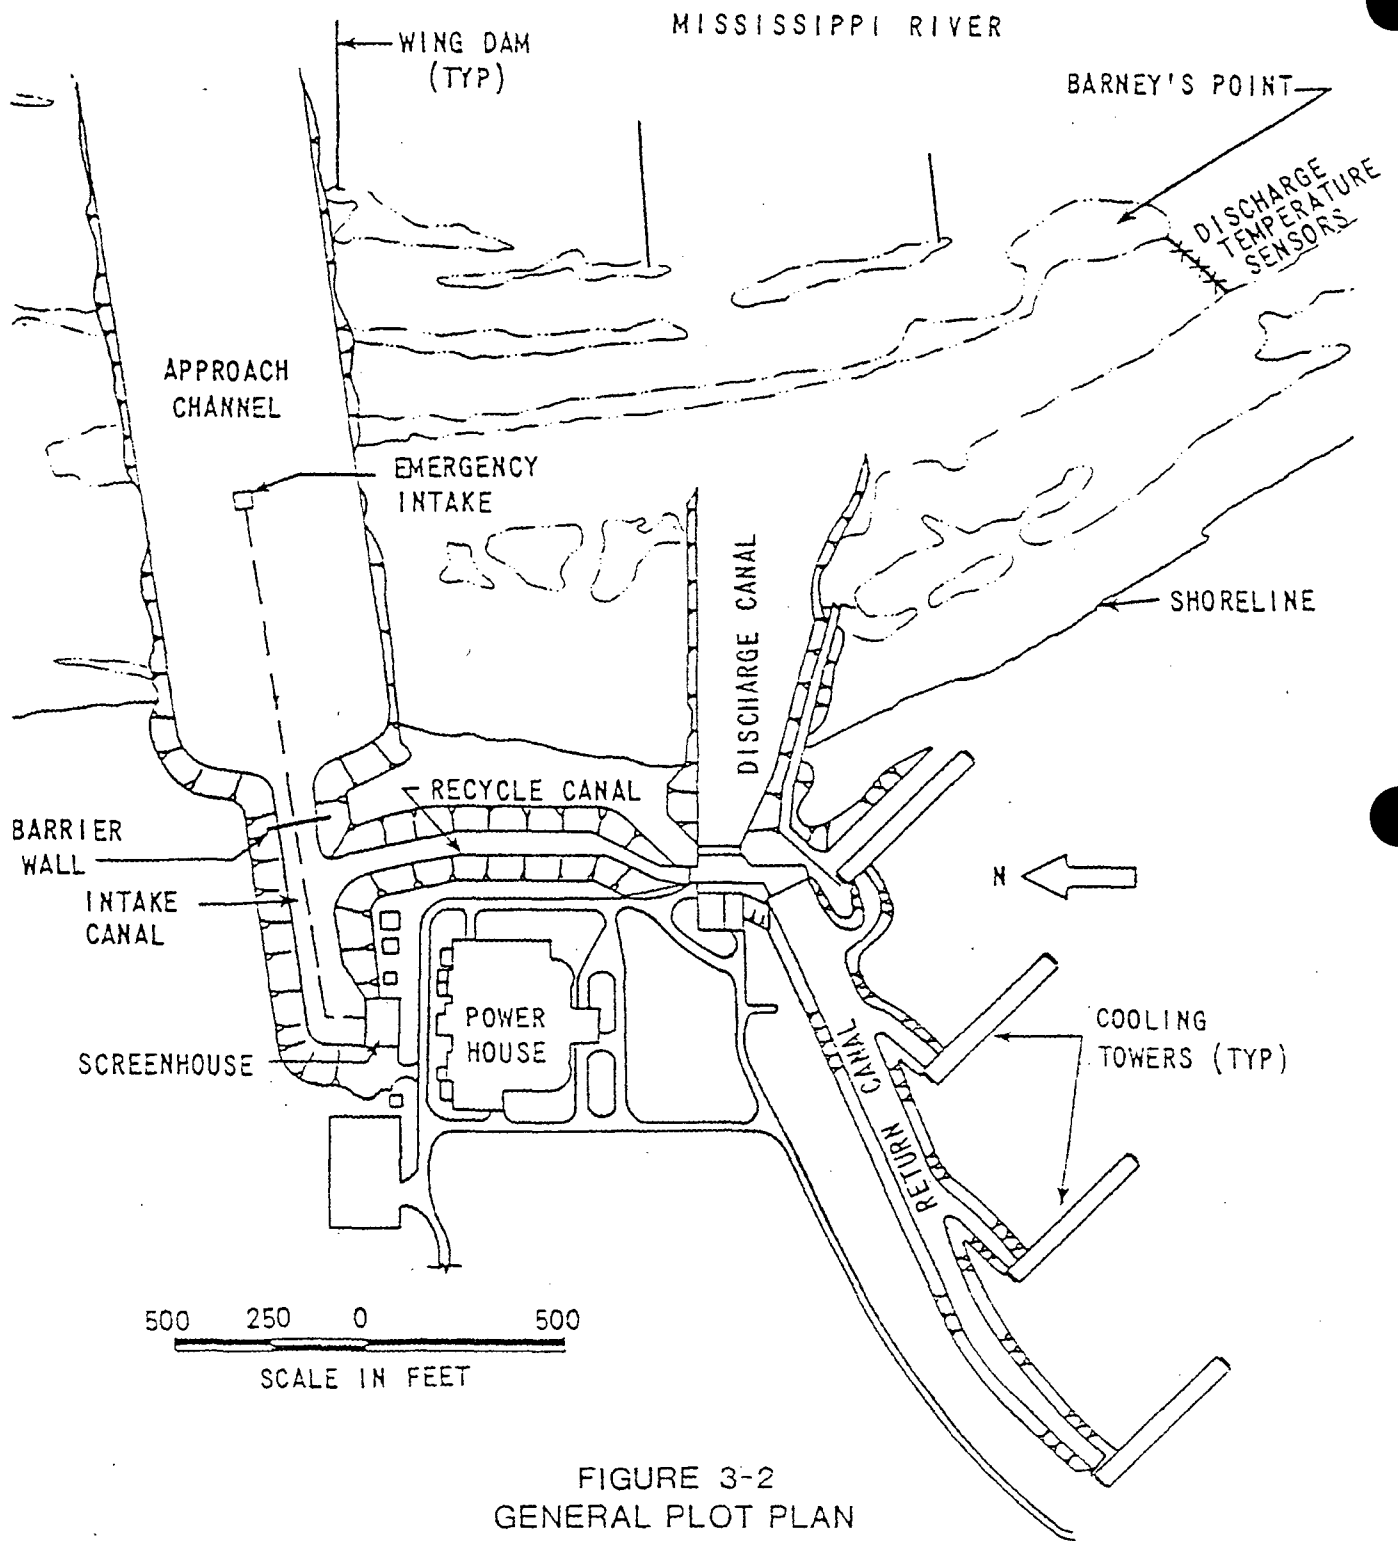 MISSISSIPPI RIVER
WING DAM
(TYP)
BARNEY'S POINT
DISCHARGE
TEMPERATURE
SENSORS
APPROACH
CHANNEL
EMERGENCY
INTAKE
DISCHARGE CANAL
SHORELINE
RECYCLE CANAL
BARRIER
WALL
N
INTAKE
CANAL
POWER
HOUSE
COOLING
TOWERS (TYP)
SCREENHOUSE
RETURN CANAL
500 250 0 500
SCALE IN FEET
FIGURE 3-2
GENERAL PLOT PLAN